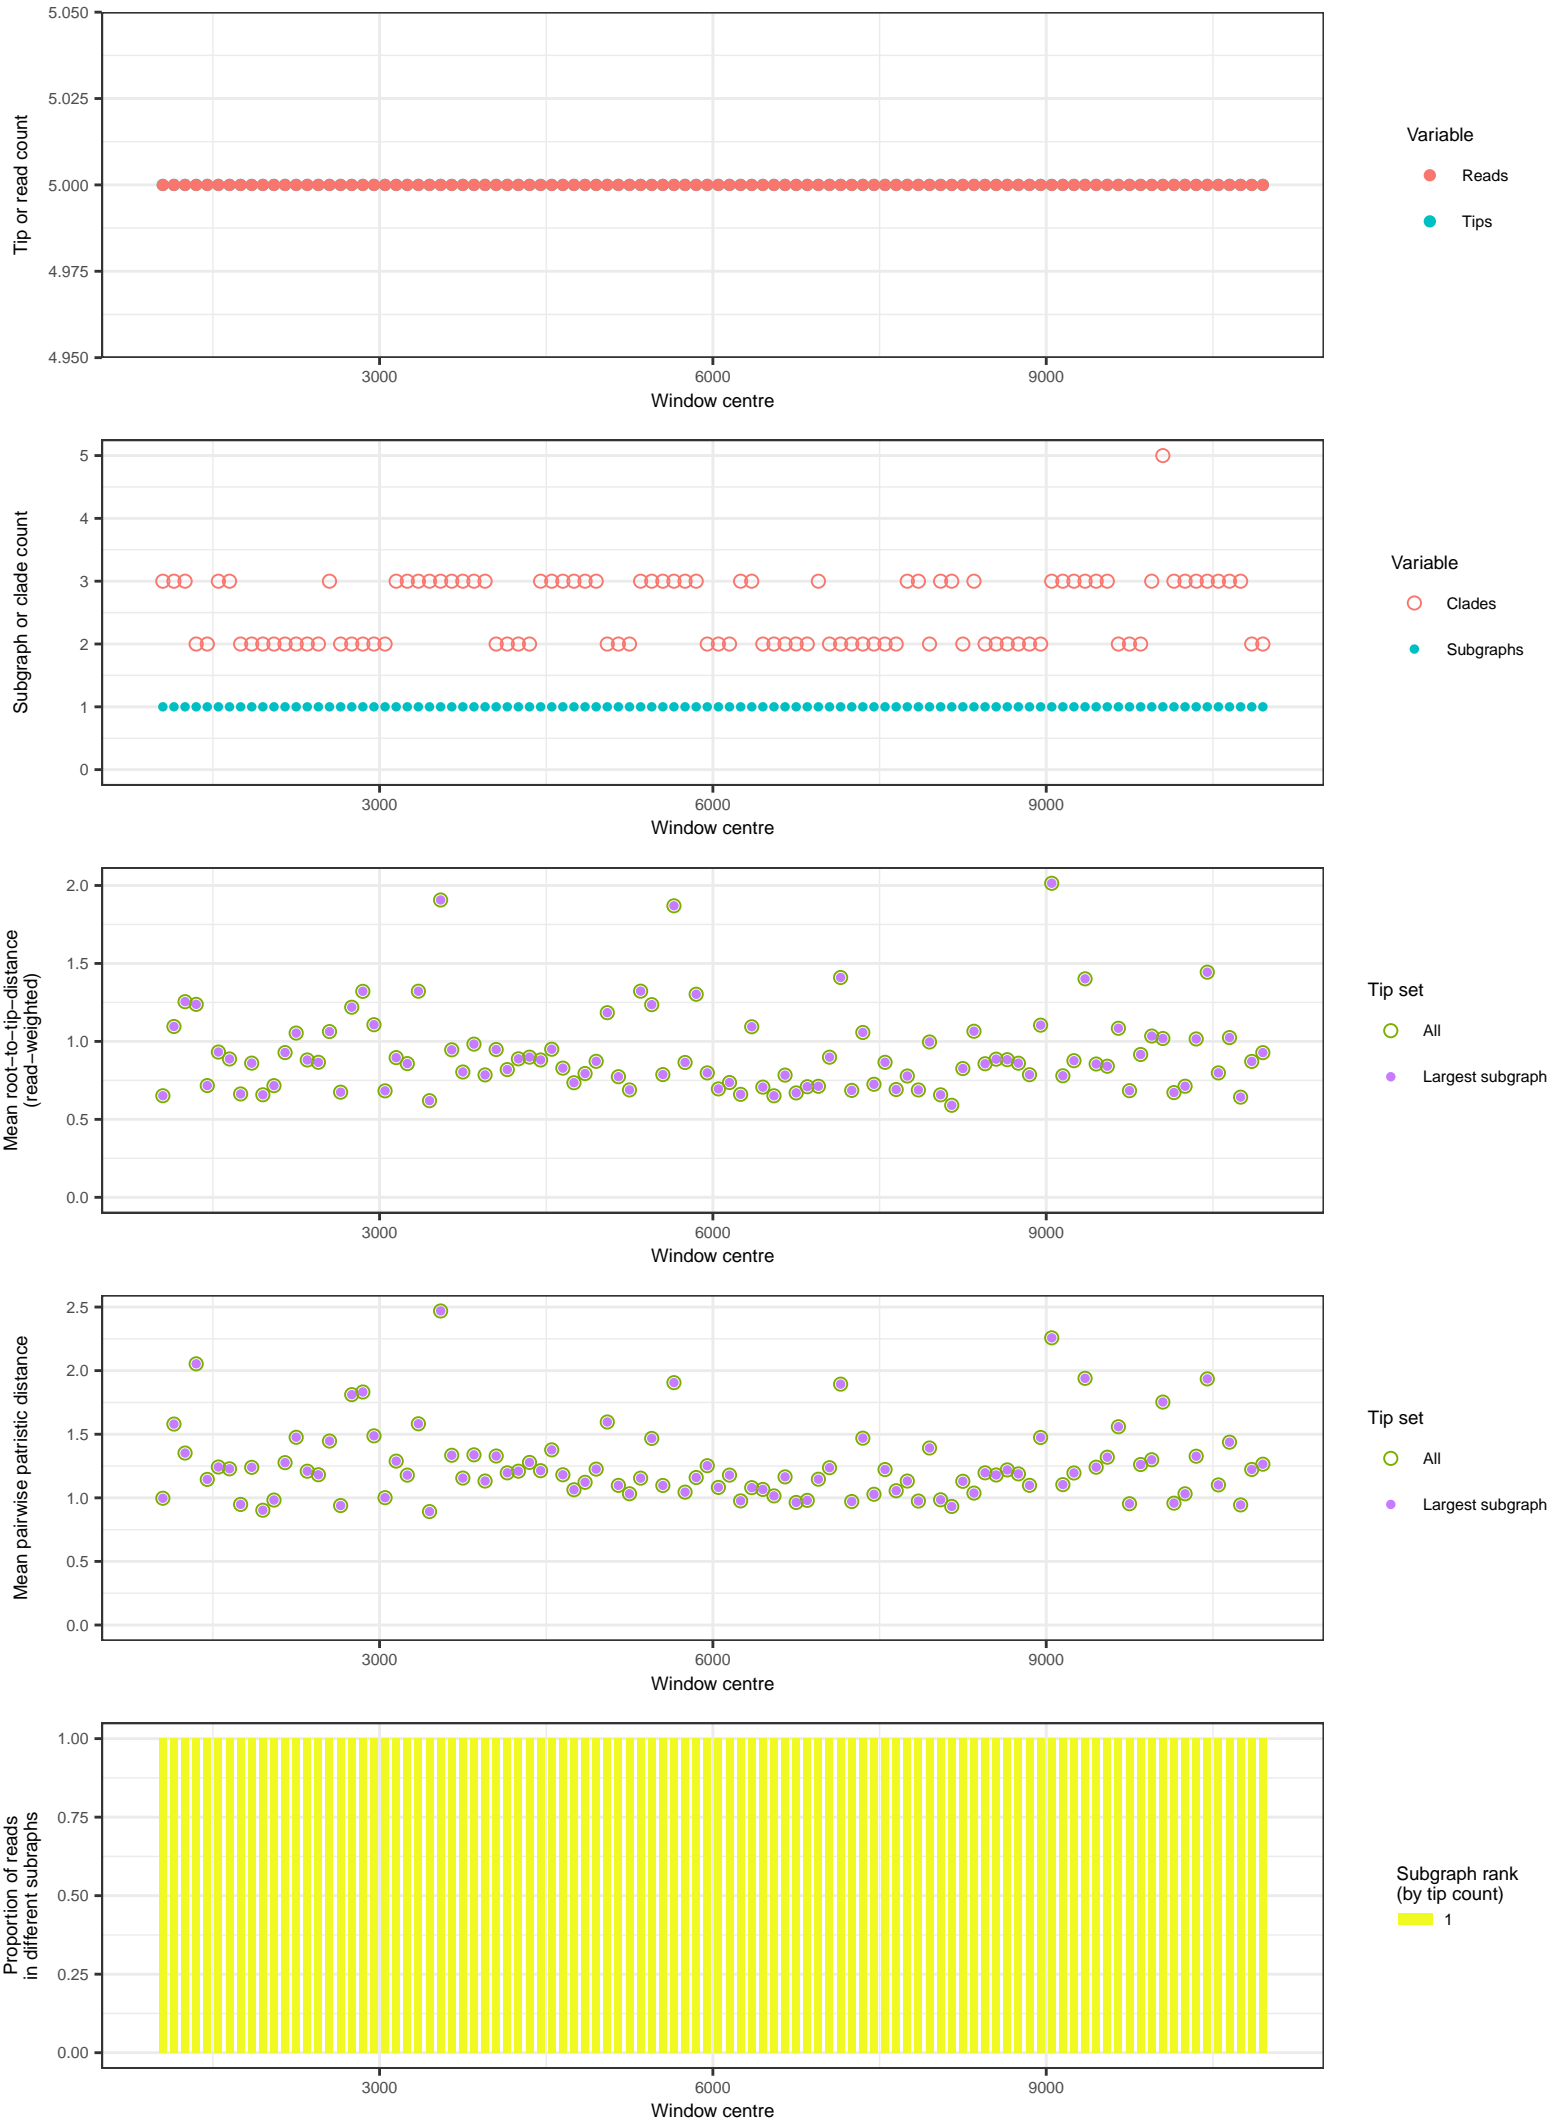 5.050
5.025
5.000
4.975
4.950
Tip or read count
3000 6000 9000
Window centre
Variable
Reads
Tips
5
4
3
2
1
0
Subgraph or clade count
3000 6000 9000
Window centre
Variable
Clades
Subgraphs
2.0
1.5
1.0
0.5
0.0
Mean root−to−tip−distance
(read−weighted)
3000 6000 9000
Window centre
Tip set
All
Largest subgraph
2.5
2.0
1.5
1.0
0.5
0.0
Mean pairwise patristic distance
3000 6000 9000
Window centre
Tip set
All
Largest subgraph
1.00
0.75
0.50
0.25
0.00
Proportion of reads
in different subraphs
3000 6000 9000
Window centre
Subgraph rank
(by tip count)
1